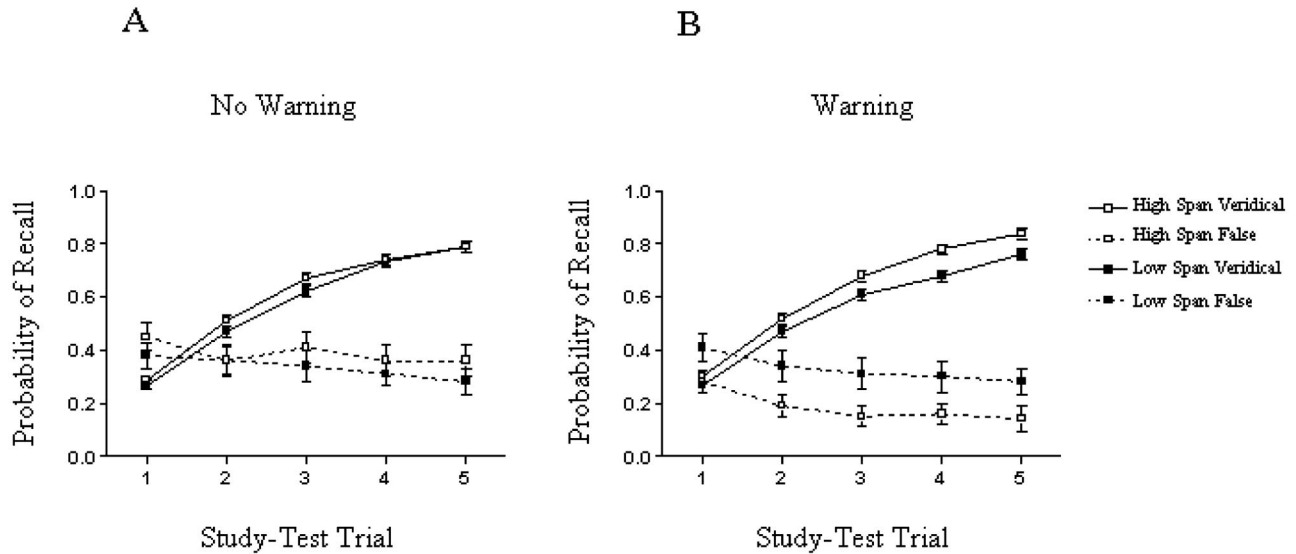 A
No Warning
Probability of Recall
1.0
0.8
0.6
0.4
0.2
0.0
1 2 3 4 5
Study-Test Trial
B
Warning
Probability of Recall
1.0
0.8
0.6
0.4
0.2
0.0
1 2 3 4 5
Study-Test Trial
High Span Veridical
High Span False
Low Span Veridical
Low Span False